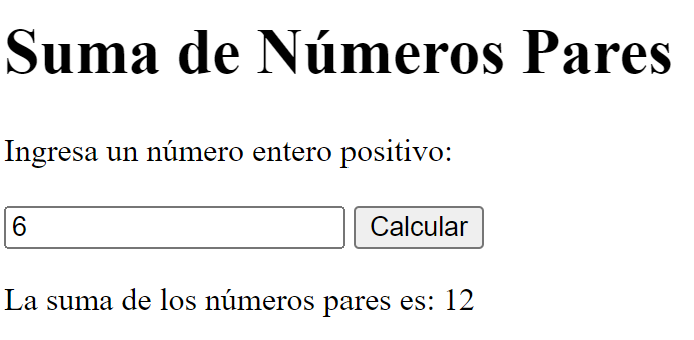 Suma de Números Pares
Ingresa un número entero positivo:
6 Calcular
La suma de los números pares es: 12